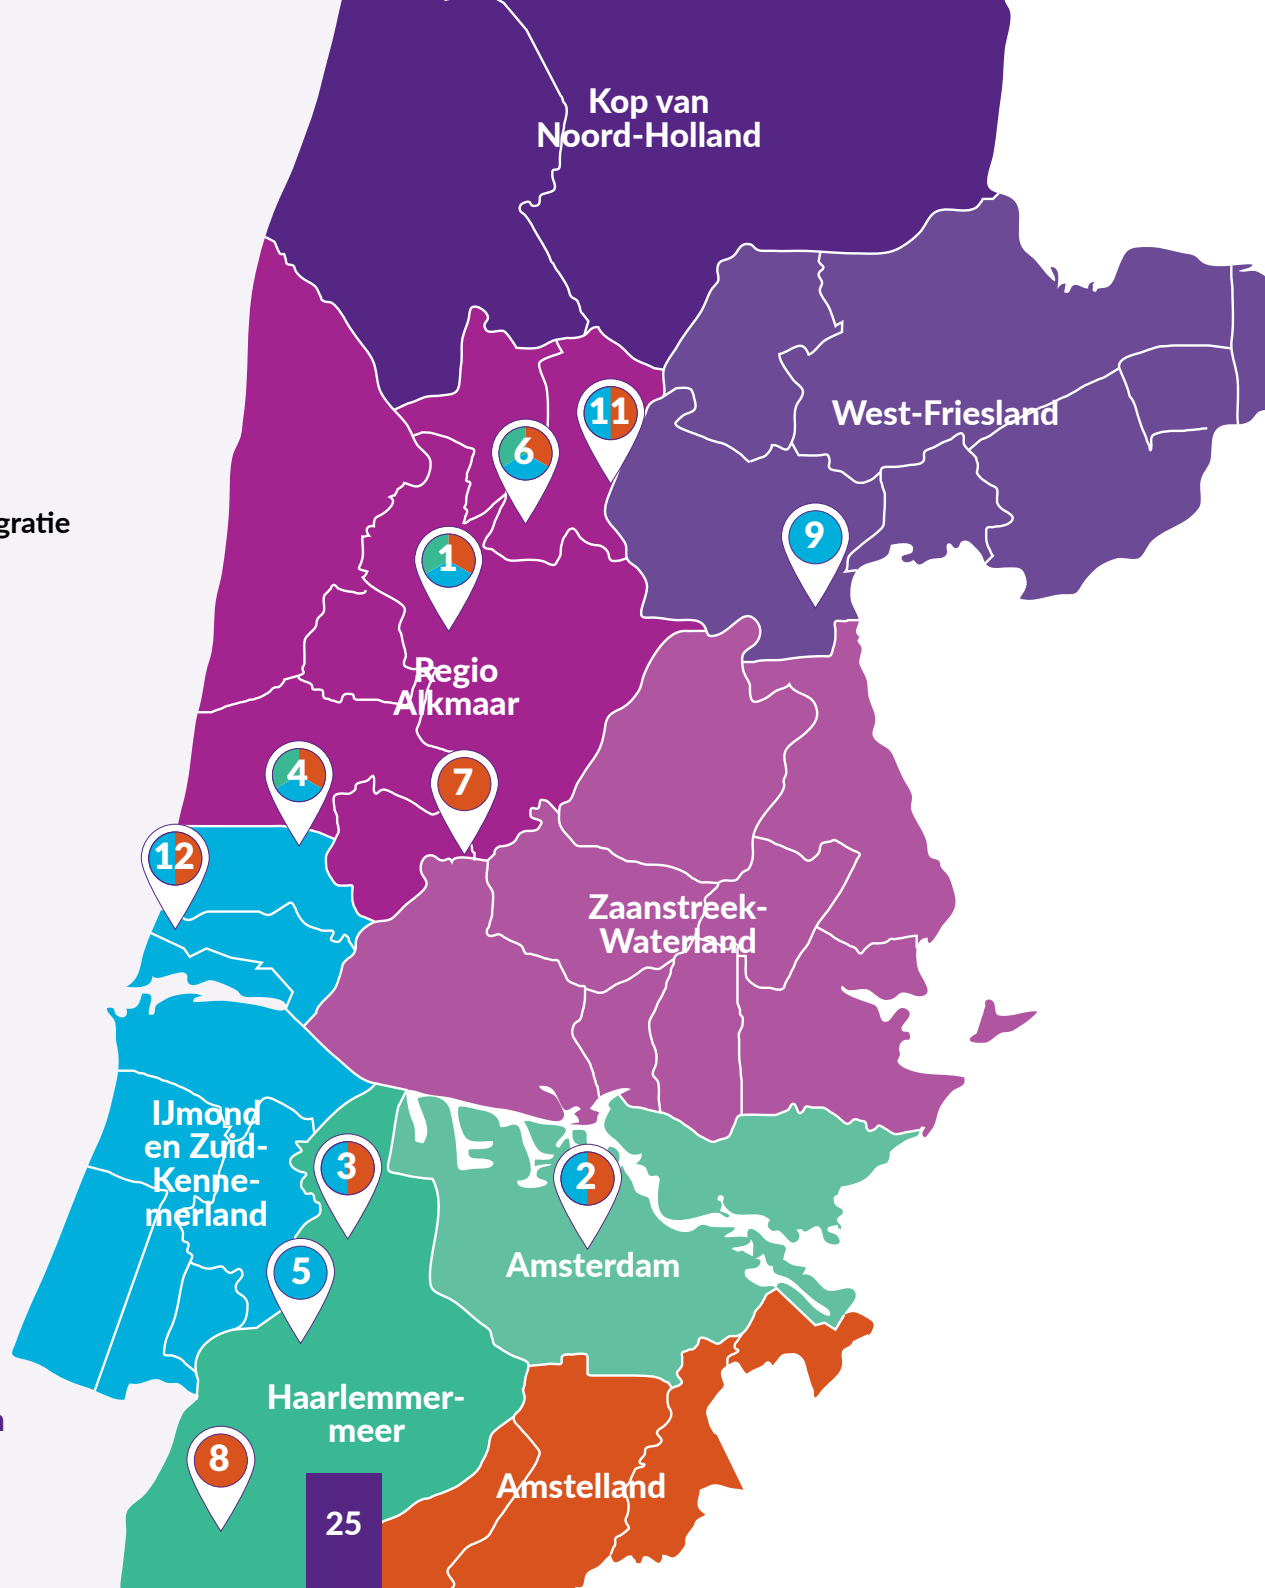 Kop van
Noord-Holland
11
6
West-Friesland
gratie
9
1
Regio
Alkmaar
4
7
12
Zaanstreek-
Waterland
IJmond
en Zuid-
Kenne-
merland
3
2
5
Amsterdam
Haarlemmer-
meer
n
8
Amstelland
25